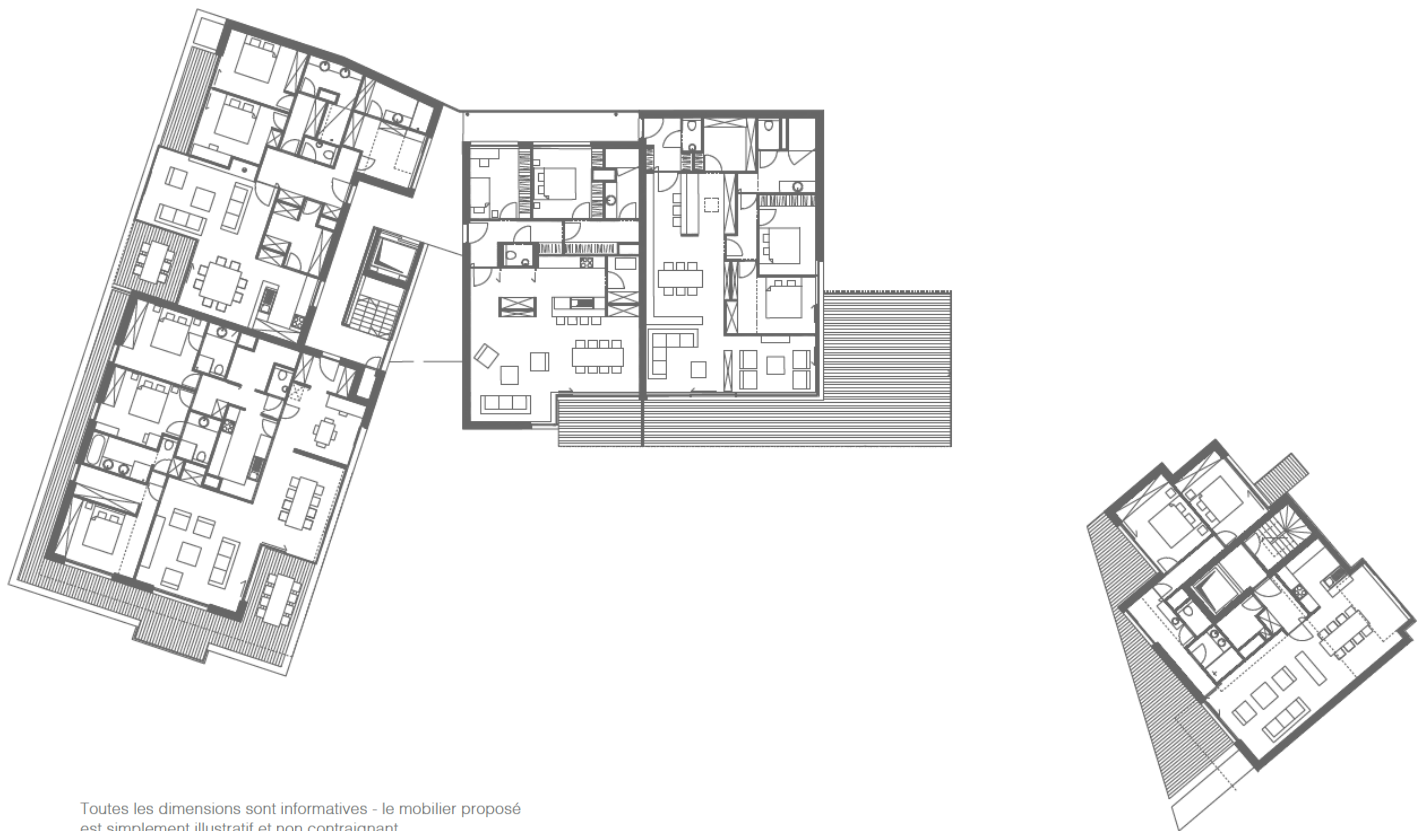 Toutes les dimensions sont informatives - le mobilier proposé
est simplement illustratif et non contraignant